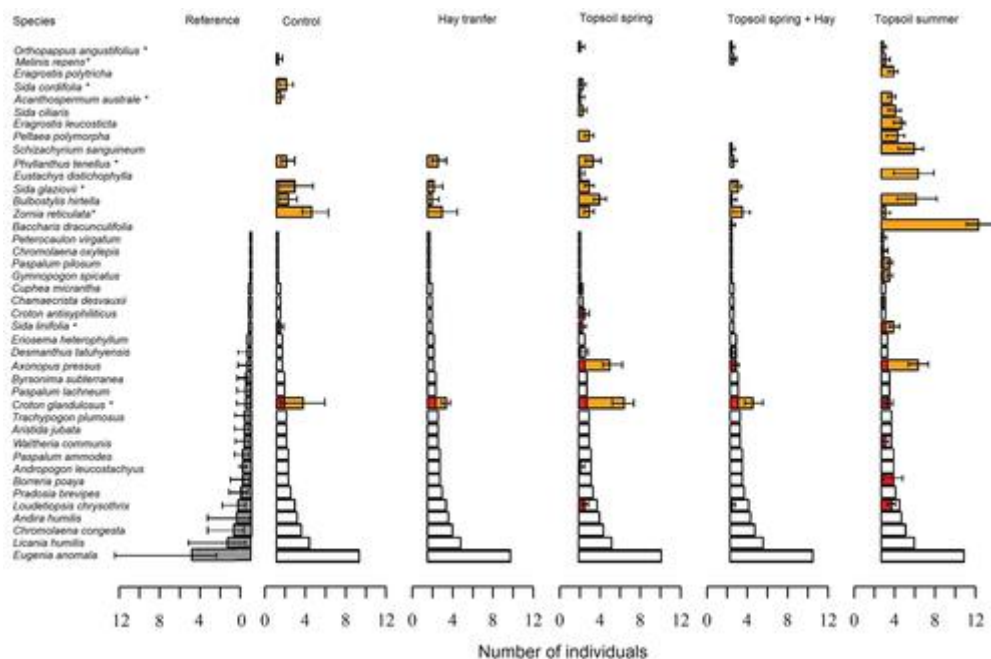 Species Reference Control Hay tranfer Topsoil spring Topsoil spring + Hay Topsoil summer
Orthopappus angustifolius *
Melinis repens*
Eragrostis polytricha
Sida cordifolia *
Acanthospermum australe *
Sida ciliaris
Eragrostis leucosticta
Peltaea polymorpha
Schizachyrium sanguineum
Phyllanthus tenellus *
Eustachys distichophylla
Sida glaziovii *
Bulbostylis hirtella
Zornia reticulata*
Baccharis dracunculifolia
Peterocaulon virgatum
Chromolaena oxylepis
Paspalum pilosum
Gymnopogon spicatus
Cuphea micrantha
Chamaecrista desvauxii
Croton antisyphiliticus
Sida linifolia *
Eriosema heterophyllum
Desmanthus tatuhyensis
Axonopus pressus
Byrsonima subterranea
Paspalum lachneum
Croton glandulosus *
Trachypogon plumosus
Aristida jubata
Waltheria communis
Paspalum ammodes
Andropogon leucostachyus
Borreria poaya
Pradosia brevipes
Loudetiopsis chrysothrix
Andira humilis
Chromolaena congesta
Licania humilis
Eugenia anomala
12 8 4 0 0 4 8 12 0 4 8 12 0 4 8 12 0 4 8 12 0 4 8 12
Number of individuals